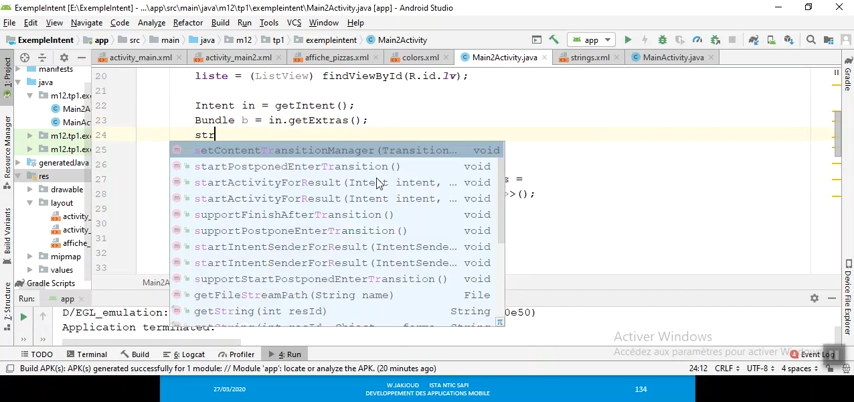 ExempleIntent [E:\ExempleIntent] - ...\app\src\main\java\m12\tp1\exempleintent\Main2Activity.java [app] - Android Studio
File Edit View Navigate Code Analyze Refactor Build Run Tools VCS Window Help
ExempleIntent app src main java m12 tp1 exempleintent Main2Activity app
activity_main.xml activity_main2.xml affiche_pizzas.xml colors.xml Main2Activity.java strings.xml MainActivity.java
1: Project
Resource Manager
Build Variants
Z: Structure
Gradle
Device File Explorer
manifests
java
m12.tp1.exe
Main2A
MainAc
m12.tp1.exe
m12.tp1.exe
generatedJava
res
drawable
layout
activity_
activity_
affiche_
mipmap
values
Gradle Scripts
20 liste = (ListView) findViewById(R.id.lv);
21
22 Intent in = getIntent();
23 Bundle b = in.getExtras();
24 str
25
26
27 s =
28 >>();
29
30
31
32
33
setContentTransitionManager(Transition... void
startPostponedEnterTransition() void
startActivityForResult(Intent intent, ... void
startActivityForResult(Intent intent, ... void
supportFinishAfterTransition() void
supportPostponeEnterTransition() void
startIntentSenderForResult(IntentSende... void
startIntentSenderForResult(IntentSende... void
supportStartPostponedEnterTransition() void
getFileStreamPath(String name) File
getString(int resId) String
Main2A
Run: app
D/EGL_emulation: 0e50)
Application terminated.
Activer Windows
Accédez aux paramètres pour activer Windows
TODO Terminal Build 6: Logcat Profiler 4: Run Event Log
Build APK(s): APK(s) generated successfully for 1 module: // Module 'app': locate or analyze the APK. (20 minutes ago) 24:12 CRLF UTF-8 4 spaces
27/03/2020 W.JAKJOUD ISTA NTIC SAFI 134
DEVELOPPEMENT DES APPLICATIONS MOBILE